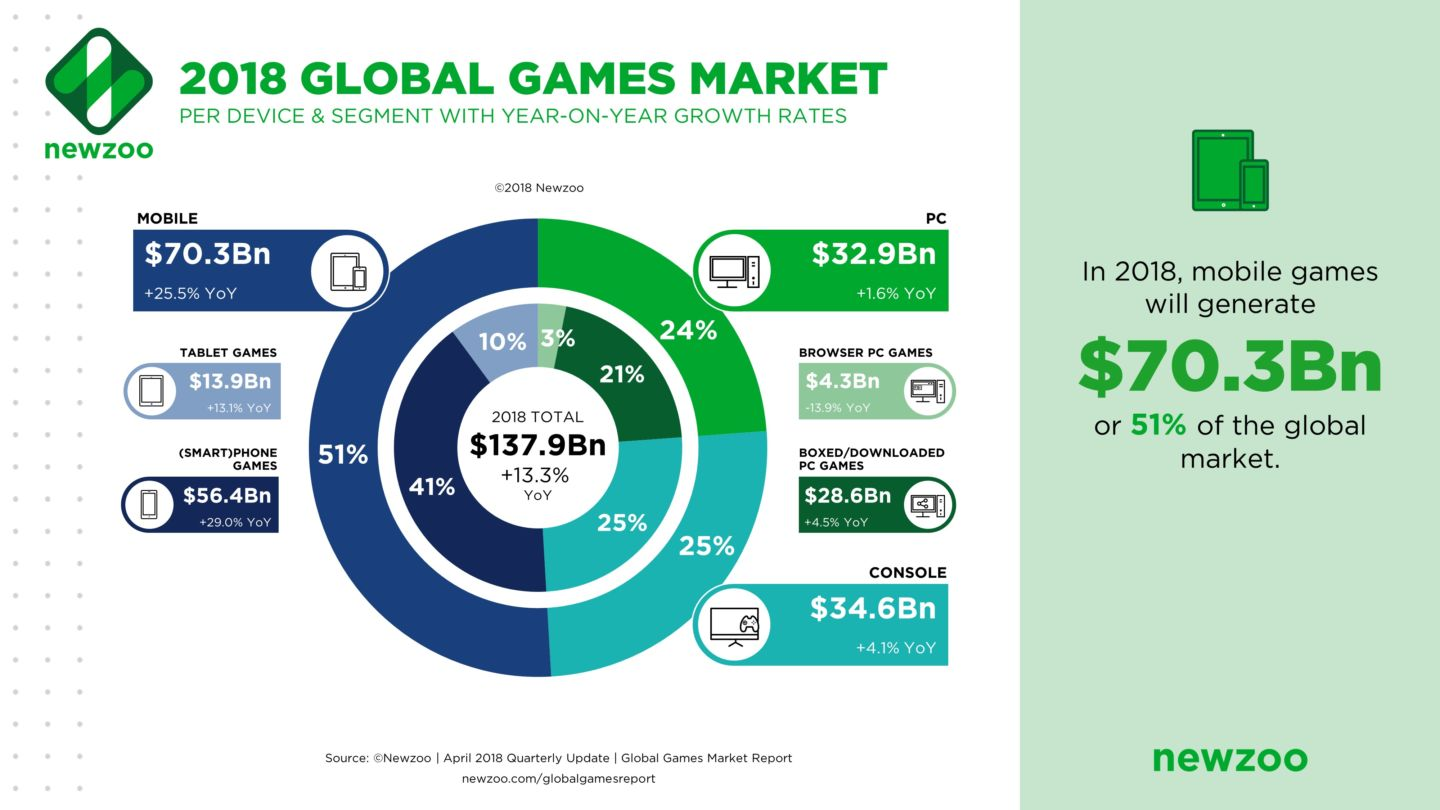 newzoo
2018 GLOBAL GAMES MARKET
PER DEVICE & SEGMENT WITH YEAR-ON-YEAR GROWTH RATES
©2018 Newzoo
MOBILE
$70.3Bn
+25.5% YoY
TABLET GAMES
$13.9Bn
+13.1% YoY
(SMART)PHONE
GAMES
$56.4Bn
+29.0% YoY
51%
10%
3%
21%
24%
41%
25%
25%
2018 TOTAL
$137.9Bn
+13.3%
YoY
PC
$32.9Bn
+1.6% YoY
BROWSER PC GAMES
$4.3Bn
-13.9% YoY
BOXED/DOWNLOADED
PC GAMES
$28.6Bn
+4.5% YoY
CONSOLE
$34.6Bn
+4.1% YoY
Source: ©Newzoo | April 2018 Quarterly Update | Global Games Market Report
newzoo.com/globalgamesreport
In 2018, mobile games
will generate
$70.3Bn
or 51% of the global
market.
newzoo